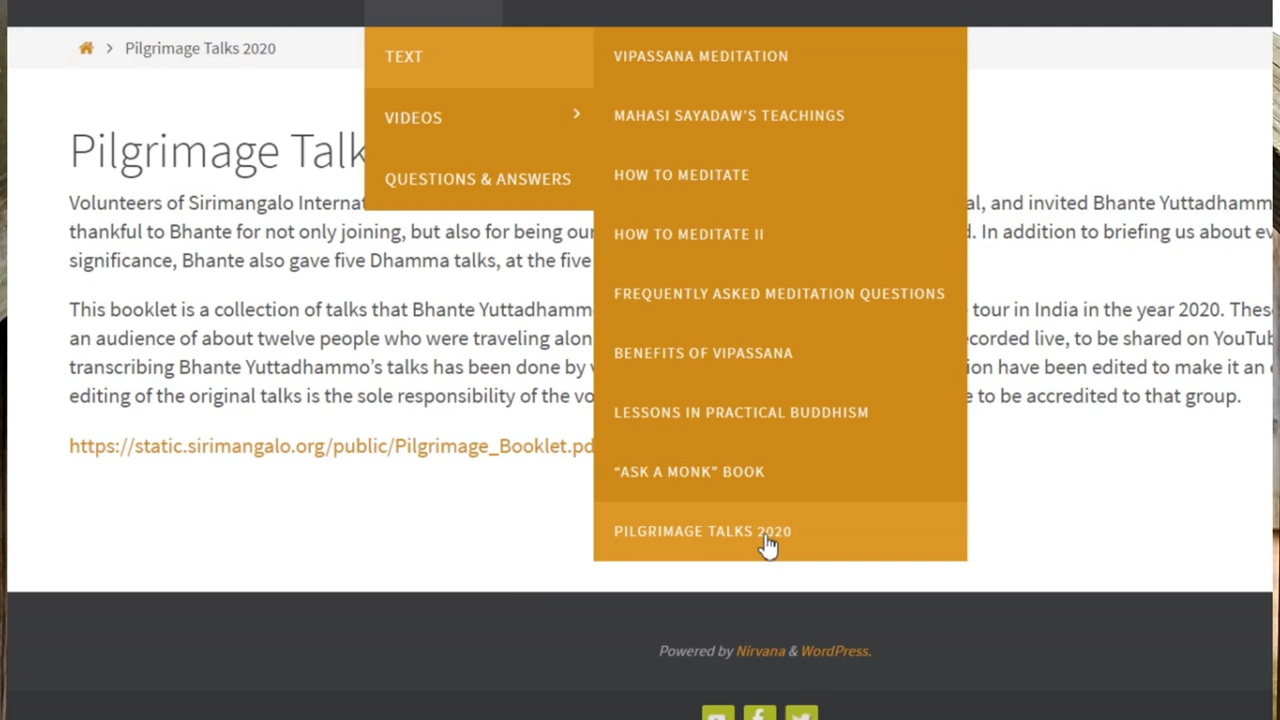 Pilgrimage Talks 2020
TEXT
VIDEOS
QUESTIONS & ANSWERS
VIPASSANA MEDITATION
MAHASI SAYADAW'S TEACHINGS
HOW TO MEDITATE
HOW TO MEDITATE II
FREQUENTLY ASKED MEDITATION QUESTIONS
BENEFITS OF VIPASSANA
LESSONS IN PRACTICAL BUDDHISM
“ASK A MONK” BOOK
PILGRIMAGE TALKS 2020
Pilgrimage Talk
Volunteers of Sirimangalo Internat al, and invited Bhante Yuttadhamm
thankful to Bhante for not only joining, but also for being our d. In addition to briefing us about ev
significance, Bhante also gave five Dhamma talks, at the five
This booklet is a collection of talks that Bhante Yuttadhamm tour in India in the year 2020. These
an audience of about twelve people who were traveling alon ecorded live, to be shared on YouTub
transcribing Bhante Yuttadhammo’s talks has been done by v ion have been edited to make it an
editing of the original talks is the sole responsibility of the vo e to be accredited to that group.
https://static.sirimangalo.org/public/Pilgrimage_Booklet.pd
Powered by Nirvana & WordPress.